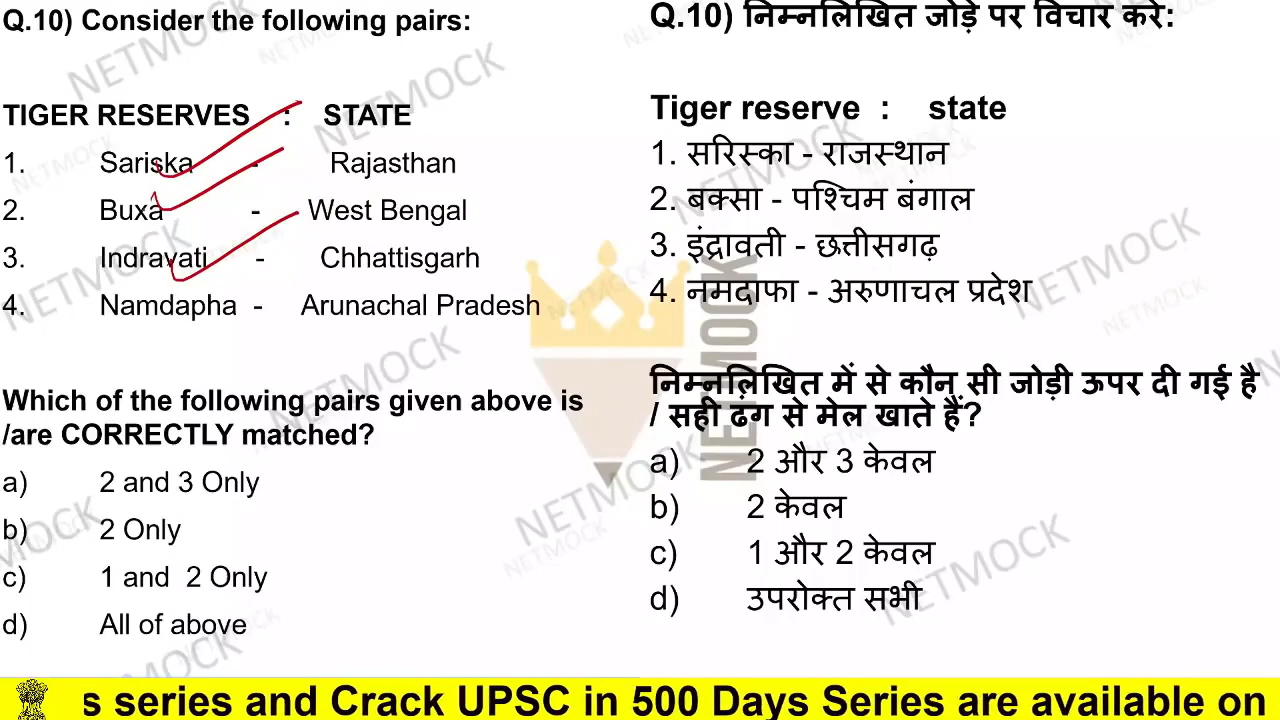 Q.10) Consider the following pairs:
TIGER RESERVES : STATE
1. Sariska - Rajasthan
2. Buxa - West Bengal
3. Indravati - Chhattisgarh
4. Namdapha - Arunachal Pradesh
Which of the following pairs given above is
/are CORRECTLY matched?
a) 2 and 3 Only
b) 2 Only
c) 1 and 2 Only
d) All of above
Q.10) निम्नलिखित जोड़े पर विचार करे:
Tiger reserve : state
1. सरिस्का - राजस्थान
2. बक्सा - पश्चिम बंगाल
3. इंद्रावती - छत्तीसगढ़
4. नमदाफा - अरुणाचल प्रदेश
निम्नलिखित में से कौन सी जोड़ी ऊपर दी गई है
/ सही ढंग से मेल खाते हैं?
a) 2 और 3 केवल
b) 2 केवल
c) 1 और 2 केवल
d) उपरोक्त सभी
NETMOCK
s series and Crack UPSC in 500 Days Series are available on